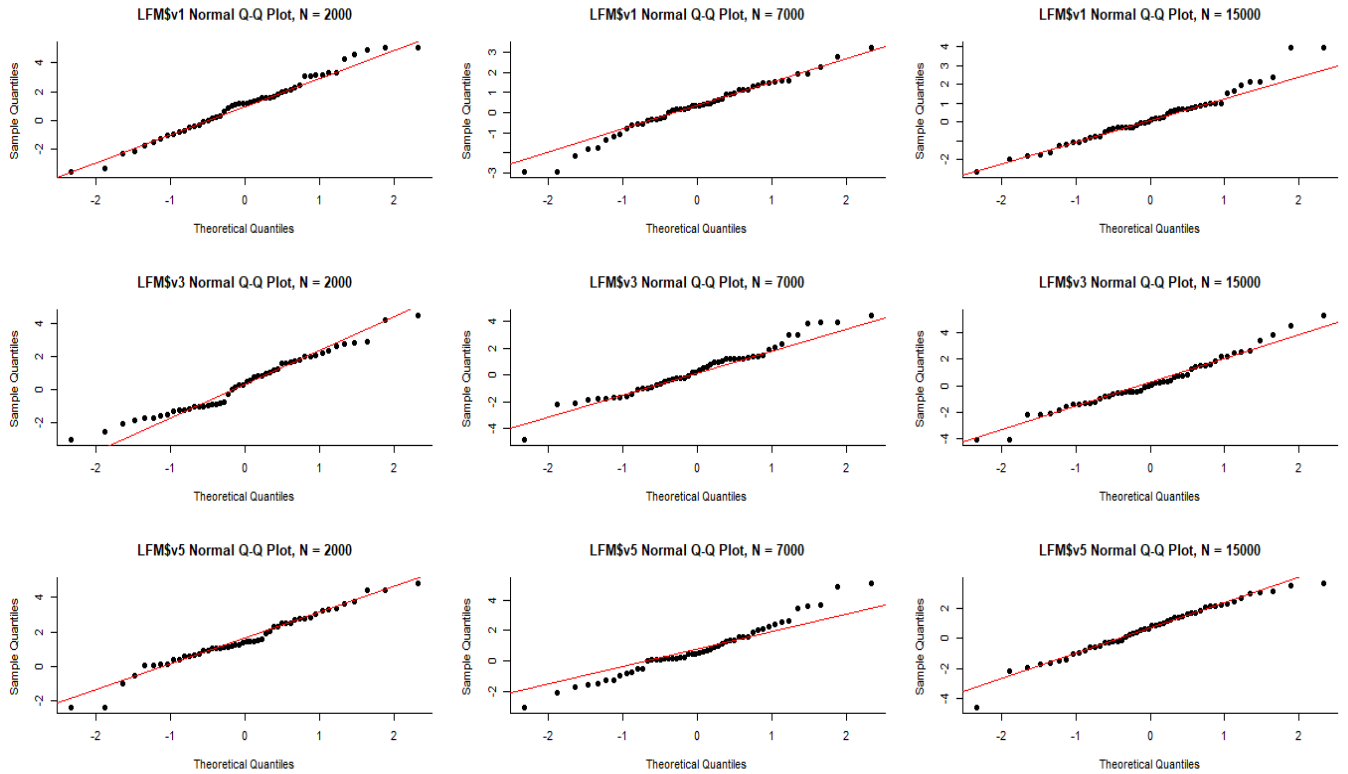 LFM$v1 Normal Q-Q Plot, N = 2000
Sample Quantiles
-2 0 2 4
-2 -1 0 1 2
Theoretical Quantiles
LFM$v1 Normal Q-Q Plot, N = 7000
Sample Quantiles
-3 -1 0 1 2 3
-2 -1 0 1 2
Theoretical Quantiles
LFM$v1 Normal Q-Q Plot, N = 15000
Sample Quantiles
-2 0 1 2 3 4
-2 -1 0 1 2
Theoretical Quantiles
LFM$v3 Normal Q-Q Plot, N = 2000
Sample Quantiles
-2 0 2 4
-2 -1 0 1 2
Theoretical Quantiles
LFM$v3 Normal Q-Q Plot, N = 7000
Sample Quantiles
-4 -2 0 2 4
-2 -1 0 1 2
Theoretical Quantiles
LFM$v3 Normal Q-Q Plot, N = 15000
Sample Quantiles
-4 -2 0 2 4
-2 -1 0 1 2
Theoretical Quantiles
LFM$v5 Normal Q-Q Plot, N = 2000
Sample Quantiles
-2 0 2 4
-2 -1 0 1 2
Theoretical Quantiles
LFM$v5 Normal Q-Q Plot, N = 7000
Sample Quantiles
-2 0 2 4
-2 -1 0 1 2
Theoretical Quantiles
LFM$v5 Normal Q-Q Plot, N = 15000
Sample Quantiles
-4 -2 0 2
-2 -1 0 1 2
Theoretical Quantiles